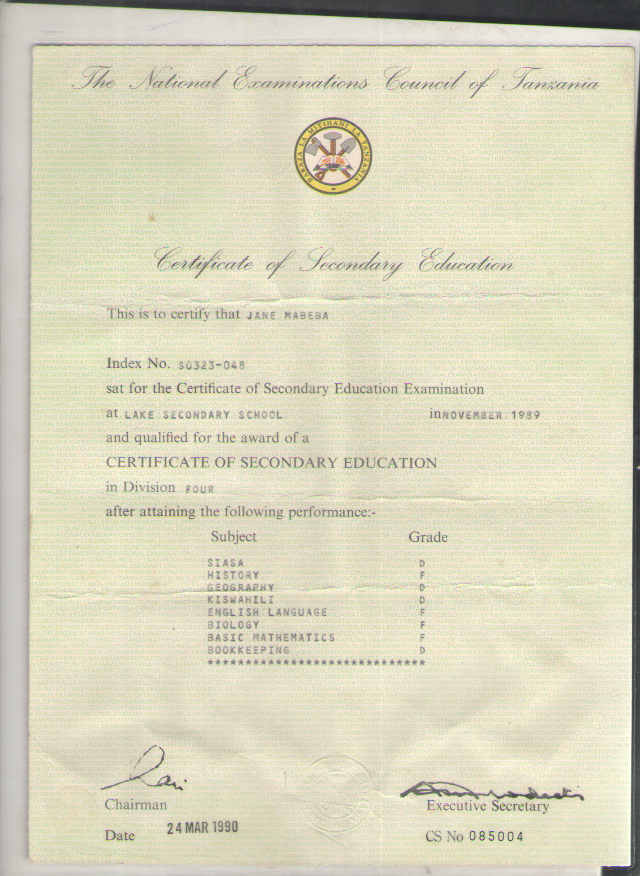 The National Examinations Council of Tanzania
BARAZA LA MITIHANI LA TANZANIA
Certificate of Secondary Education
This is to certify that JANE MABEBA
Index No. S0323-048
sat for the Certificate of Secondary Education Examination
at LAKE SECONDARY SCHOOL in NOVEMBER 1989
and qualified for the award of a
CERTIFICATE OF SECONDARY EDUCATION
in Division FOUR
after attaining the following performance:-
Subject Grade
SIASA D
HISTORY F
GEOGRAPHY D
KISWAHILI D
ENGLISH LANGUAGE F
BIOLOGY F
BASIC MATHEMATICS F
BOOKKEEPING D
*****************************
Chairman Executive Secretary
Date 24 MAR 1990 CS No 085004